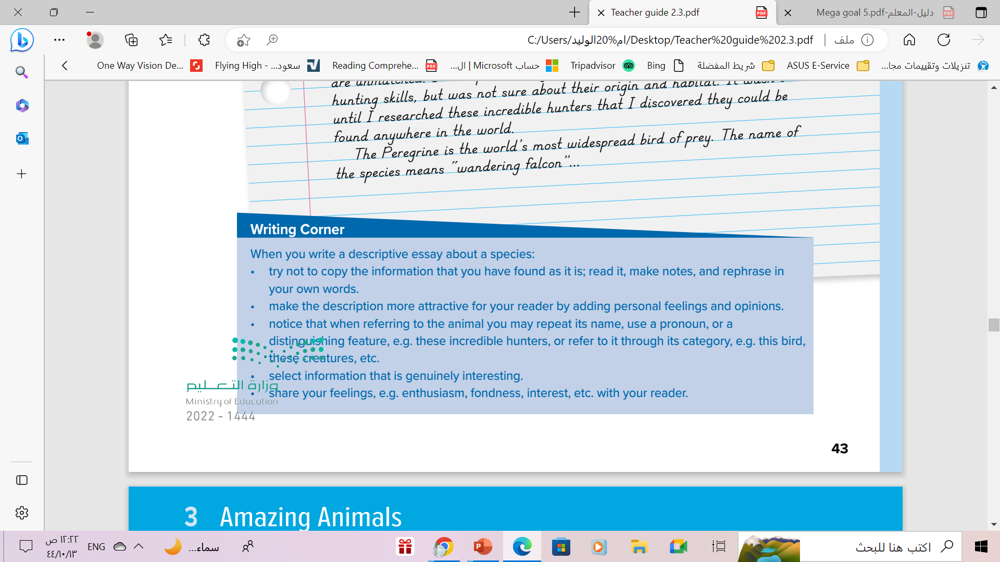 Teacher guide 2.3.pdf
دليل-المعلم-Mega goal 5.pdf
C:/Users/ام%20الوليد/Desktop/Teacher%20guide%202.3.pdf
ملف
One Way Vision De...
Flying High - سعود...
Reading Comprehe...
حساب Microsoft | ال...
Tripadvisor
Bing
شريط المفضلة
ASUS E-Service
تنزيلات وتقييمات مجا...
their origin and habitat.
hunting skills, but was not sure about
until I researched these incredible hunters that I discovered they could be
found anywhere in the world.
The Peregrine is the world's most widespread bird of prey. The name of
the species means "wandering falcon"...
Writing Corner
When you write a descriptive essay about a species:
• try not to copy the information that you have found as it is; read it, make notes, and rephrase in
your own words.
• make the description more attractive for your reader by adding personal feelings and opinions.
• notice that when referring to the animal you may repeat its name, use a pronoun, or a
• distinguishing feature, e.g. these incredible hunters, or refer to it through its category, e.g. this bird,
these creatures, etc.
• select information that is genuinely interesting.
• share your feelings, e.g. enthusiasm, fondness, interest, etc. with your reader.
وزارة التعليم
Ministry of Education
2022 - 1444
43
3 Amazing Animals
١٢:٢٢ ص
٤٤/١٠/١٣
ENG
سماء...
اكتب هنا للبحث